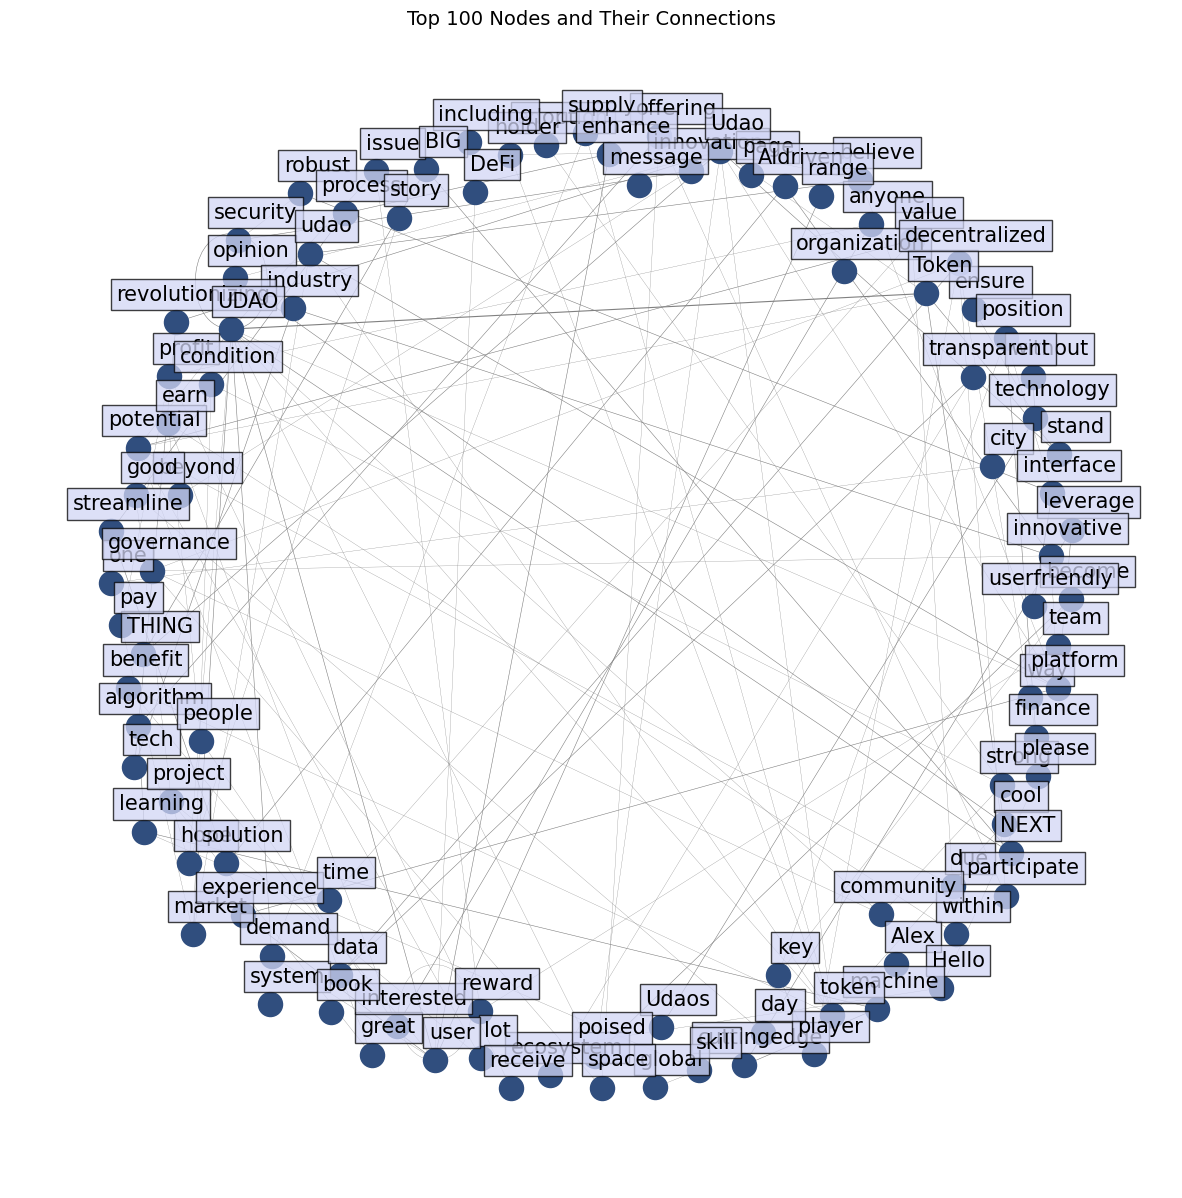 Top 100 Nodes and Their Connections
supply
offering
including
holder
enhance
Udao
issue
BIG
innovati
page
DeFi
message
AIdriven
believe
range
robust
process
story
anyone
security
udao
value
opinion
organization
decentralized
industry
Token
ensure
revolutionizing
UDAO
position
profit
condition
transparent
without
earn
technology
potential
stand
city
good
beyond
interface
streamline
leverage
governance
innovative
one
become
userfriendly
pay
THING
team
benefit
way
platform
algorithm
people
finance
tech
strong
please
project
cool
learning
NEXT
hope
solution
due
participate
experience
time
community
market
within
demand
data
key
Alex
system
book
Hello
machine
token
interested
reward
Udaos
day
great
user
lot
poised
player
ecosystem
cuttingedge
skill
receive
space
global